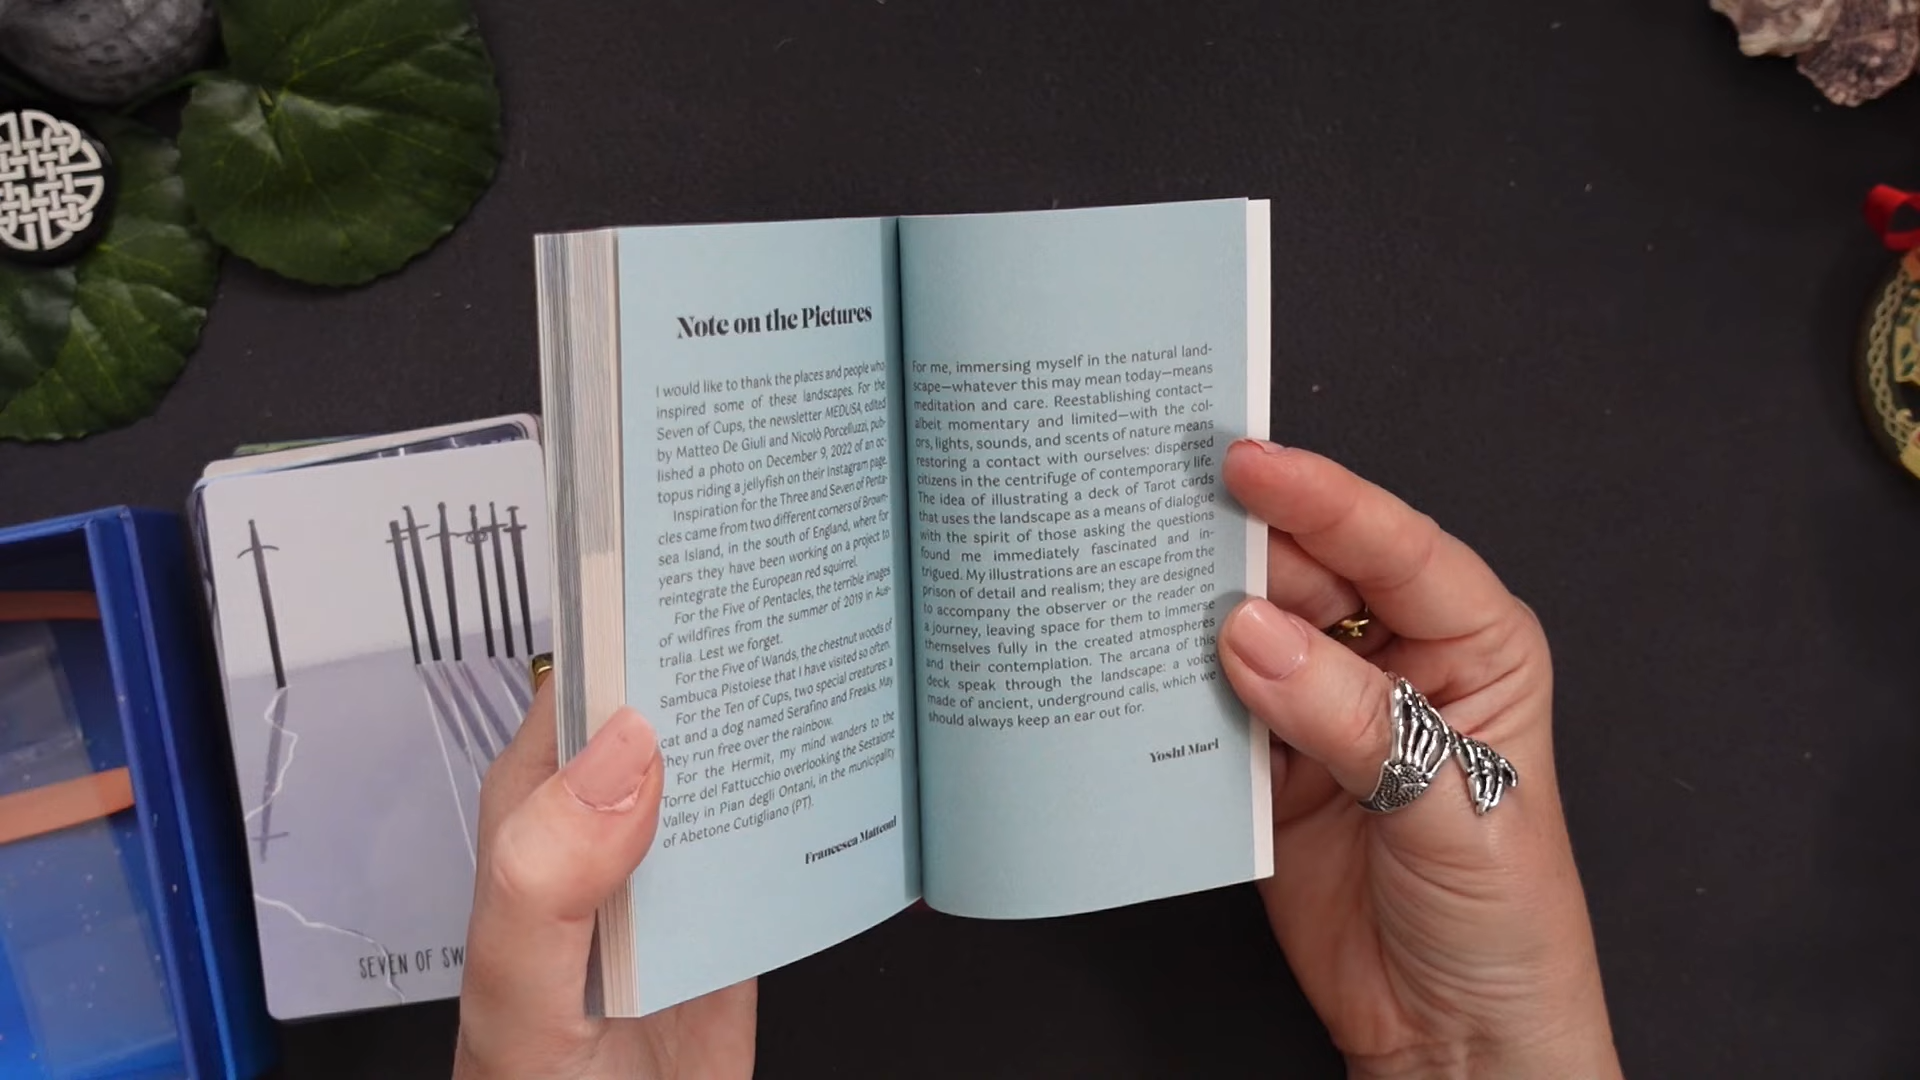 Note on the Pictures
I would like to thank the places and people who
inspired some of these landscapes. For the
Seven of Cups, the newsletter MEDUSA, edited
by Matteo De Giuli and Nicolò Porcelluzzi, pub-
lished a photo on December 9, 2022 of an oc-
topus riding a jellyfish on their Instagram page.
Inspiration for the Three and Seven of Penta-
cles came from two different corners of Brown-
sea Island, in the south of England, where for
years they have been working on a project to
reintegrate the European red squirrel.
For the Five of Pentacles, the terrible images
of wildfires from the summer of 2019 in Aus-
tralia. Lest we forget.
For the Five of Wands, the chestnut woods of
Sambuca Pistoiese that I have visited so often.
For the Ten of Cups, two special creatures: a
cat and a dog named Serafino and Freaks. May
they run free over the rainbow.
For the Hermit, my mind wanders to the
Torre del Fattucchio overlooking the Sestaione
Valley in Pian degli Ontani, in the municipality
of Abetone Cutigliano (PT).
Francesca Matteoni
For me, immersing myself in the natural land-
scape—whatever this may mean today—means
meditation and care. Reestablishing contact—
albeit momentary and limited—with the col-
ors, lights, sounds, and scents of nature means
restoring a contact with ourselves: dispersed
citizens in the centrifuge of contemporary life.
The idea of illustrating a deck of Tarot cards
that uses the landscape as a means of dialogue
with the spirit of those asking the questions
found me immediately fascinated and in-
trigued. My illustrations are an escape from the
prison of detail and realism; they are designed
to accompany the observer or the reader on
a journey, leaving space for them to immerse
themselves fully in the created atmospheres
and their contemplation. The arcana of this
deck speak through the landscape: a voice
made of ancient, underground calls, which we
should always keep an ear out for.
Yoshi Mari
SEVEN OF SW